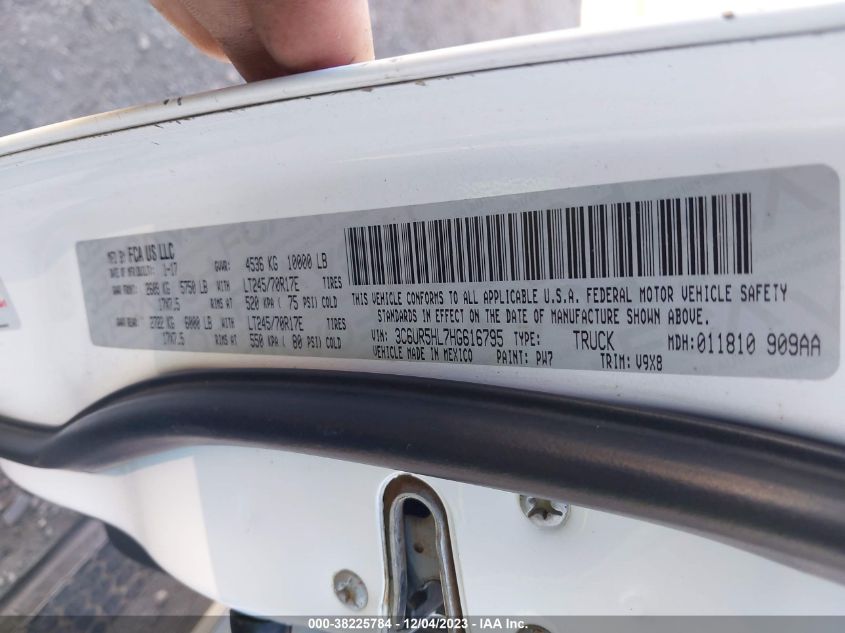 MFD BY FCA US LLC
DATE OF MFR/BUILT: 1-17 GVWR: 4536 KG 10000 LB
GAWR FRONT: 2608 KG 5750 LB WITH LT245/70R17E TIRES
17X7.5 RIMS AT 520 KPA ( 75 PSI) COLD
GAWR REAR: 2722 KG 6000 LB WITH LT245/70R17E TIRES
17X7.5 RIMS AT 550 KPA ( 80 PSI) COLD
THIS VEHICLE CONFORMS TO ALL APPLICABLE U.S.A. FEDERAL MOTOR VEHICLE SAFETY
STANDARDS IN EFFECT ON THE DATE OF MANUFACTURE SHOWN ABOVE.
VIN: 3C6UR5HL7HG616795 TYPE: TRUCK MDH: 011810 909AA
VEHICLE MADE IN MEXICO PAINT: PW7 TRIM: V9X8
000-38225784 - 12/04/2023 - IAA Inc.